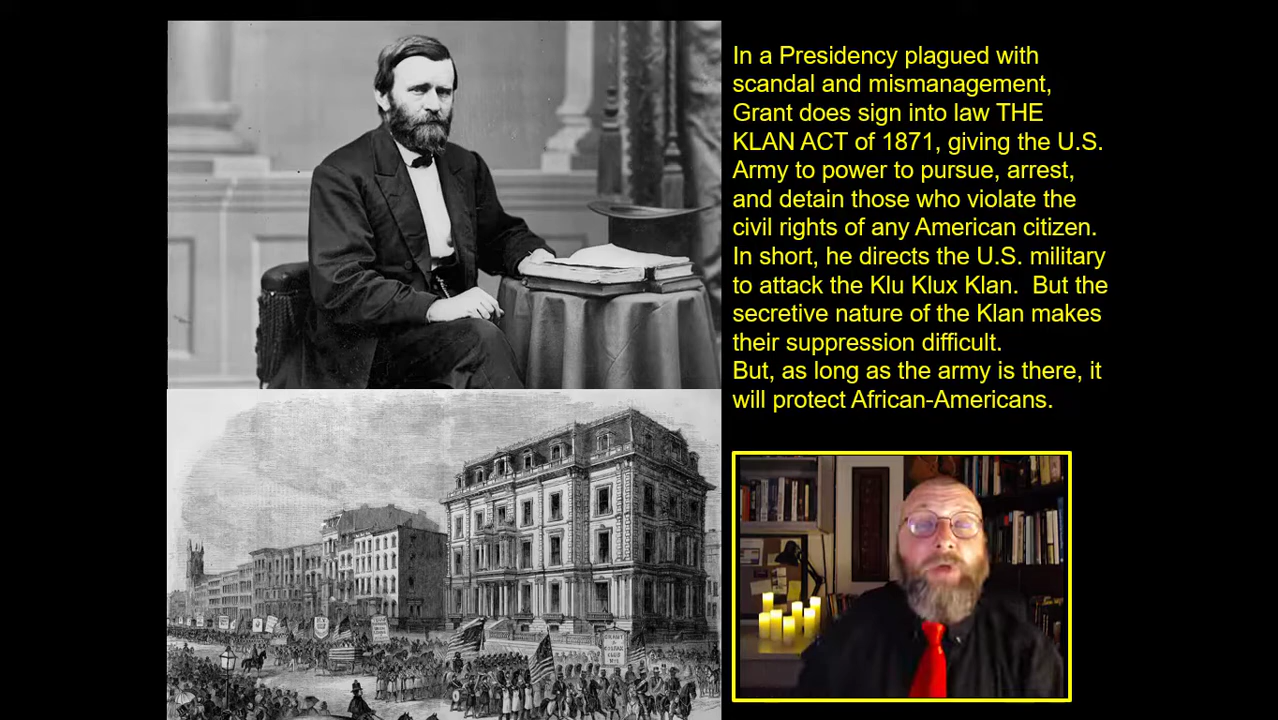 In a Presidency plagued with
scandal and mismanagement,
Grant does sign into law THE
KLAN ACT of 1871, giving the U.S.
Army to power to pursue, arrest,
and detain those who violate the
civil rights of any American citizen.
In short, he directs the U.S. military
to attack the Klu Klux Klan.  But the
secretive nature of the Klan makes
their suppression difficult.
But, as long as the army is there, it
will protect African-Americans.
GRANT
&
COLFAX
CLUB